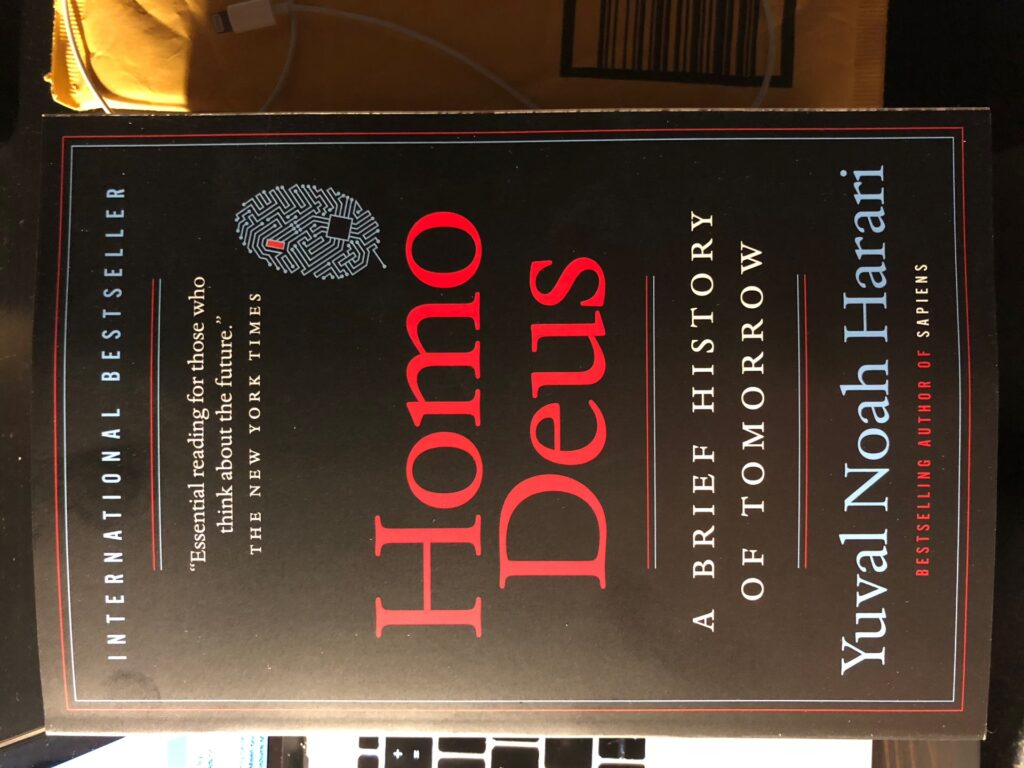 INTERNATIONAL BESTSELLER
“Essential reading for those who
think about the future.”
THE NEW YORK TIMES
Homo
Deus
A BRIEF HISTORY
OF TOMORROW
Yuval Noah Harari
BESTSELLING AUTHOR OF SAPIENS